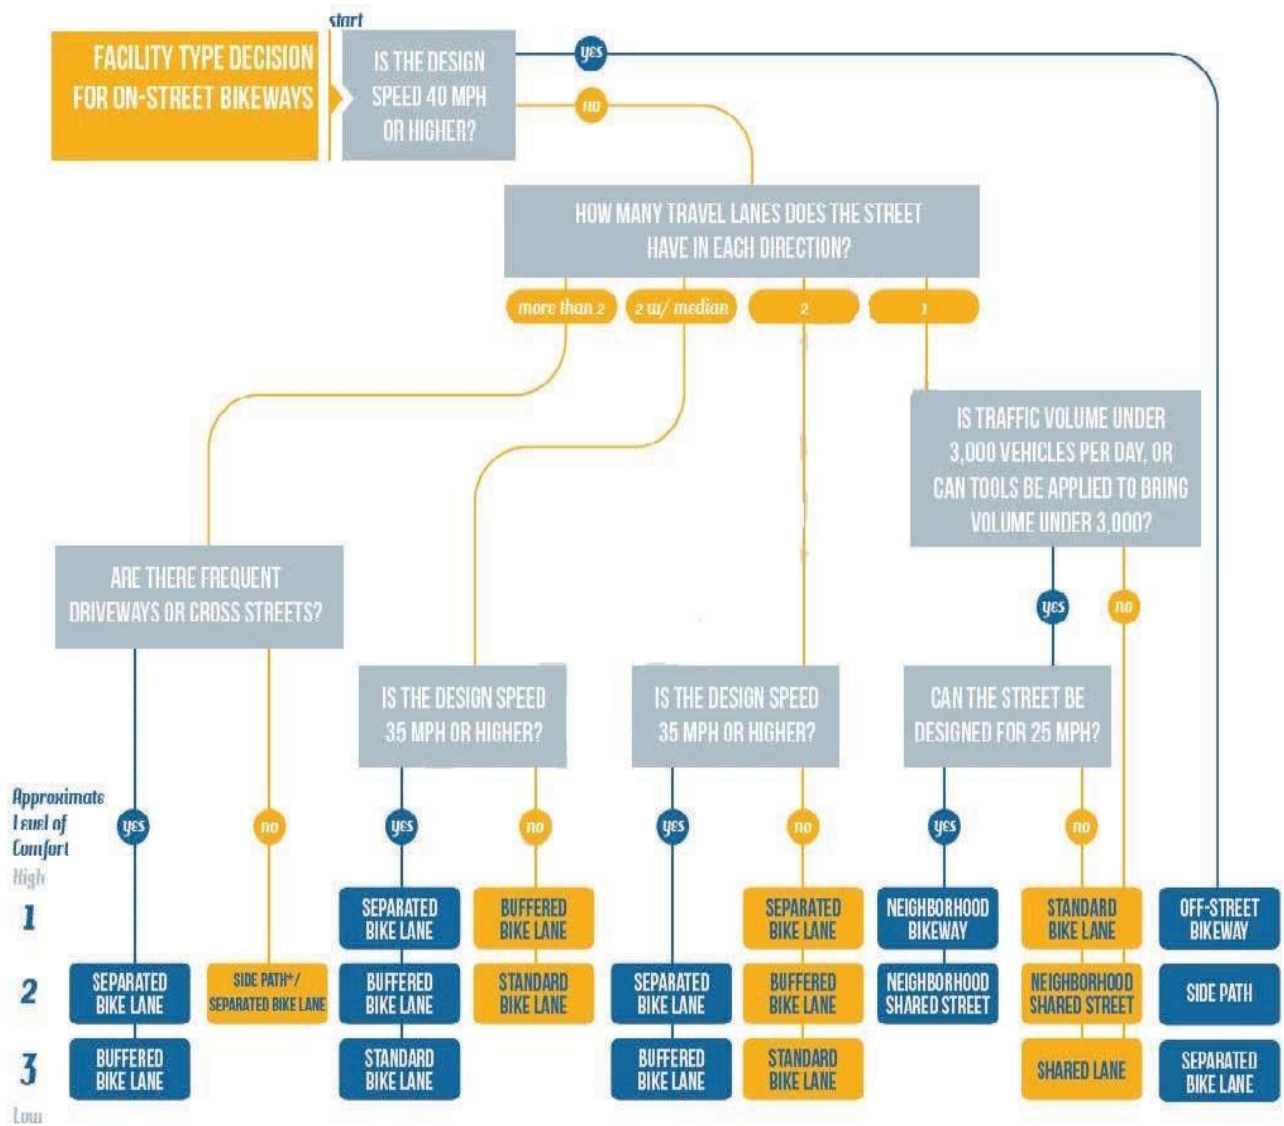 start
FACILITY TYPE DECISION
FOR ON-STREET BIKEWAYS
IS THE DESIGN
SPEED 40 MPH
OR HIGHER?
yes
no
HOW MANY TRAVEL LANES DOES THE STREET
HAVE IN EACH DIRECTION?
more than 2
2 w/ median
2
1
IS TRAFFIC VOLUME UNDER
3,000 VEHICLES PER DAY, OR
CAN TOOLS BE APPLIED TO BRING
VOLUME UNDER 3,000?
yes
no
ARE THERE FREQUENT
DRIVEWAYS OR CROSS STREETS?
IS THE DESIGN SPEED
35 MPH OR HIGHER?
IS THE DESIGN SPEED
35 MPH OR HIGHER?
CAN THE STREET BE
DESIGNED FOR 25 MPH?
Approximate
Level of
Comfort
yes
no
yes
no
yes
no
yes
no
High
1
SEPARATED
BIKE LANE
BUFFERED
BIKE LANE
SEPARATED
BIKE LANE
NEIGHBORHOOD
BIKEWAY
STANDARD
BIKE LANE
OFF-STREET
BIKEWAY
2
SEPARATED
BIKE LANE
SIDE PATH*/
SEPARATED BIKE LANE
BUFFERED
BIKE LANE
STANDARD
BIKE LANE
SEPARATED
BIKE LANE
BUFFERED
BIKE LANE
NEIGHBORHOOD
SHARED STREET
NEIGHBORHOOD
SHARED STREET
SIDE PATH
3
BUFFERED
BIKE LANE
STANDARD
BIKE LANE
BUFFERED
BIKE LANE
STANDARD
BIKE LANE
SHARED LANE
SEPARATED
BIKE LANE
Low